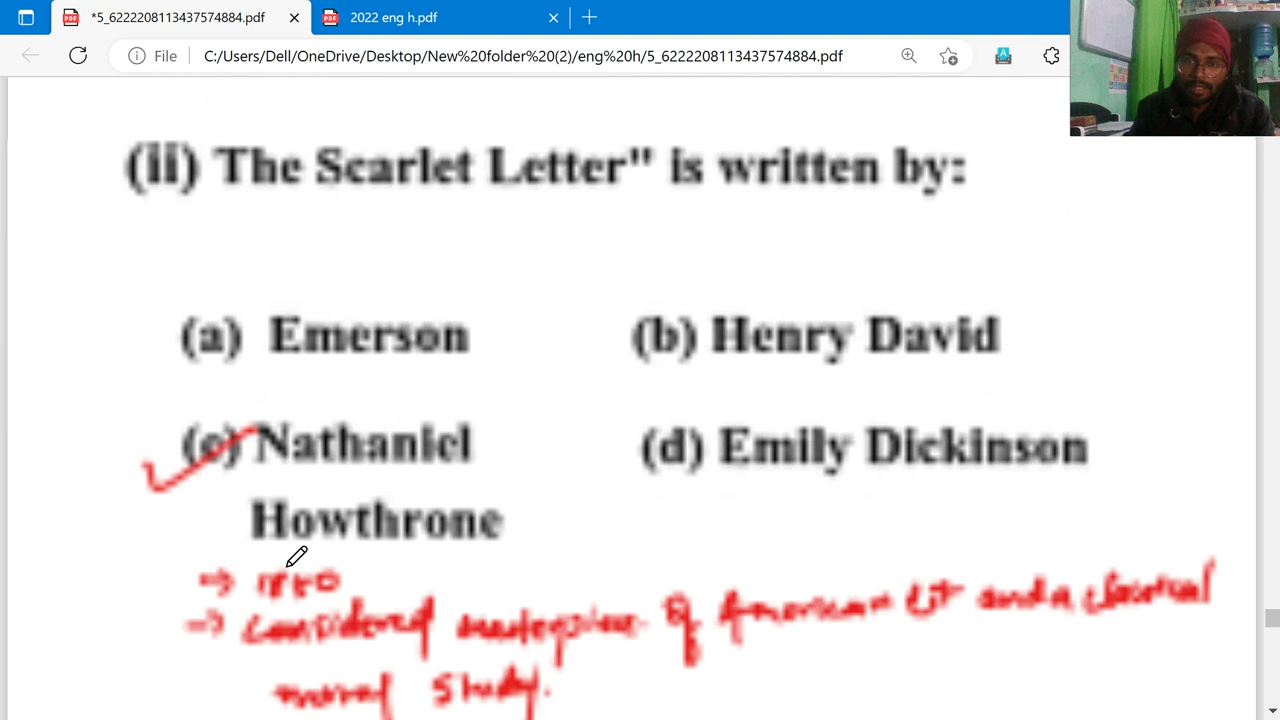 *5_6222208113437574884.pdf
2022 eng h.pdf
File C:/Users/Dell/OneDrive/Desktop/New%20folder%20(2)/eng%20h/5_6222208113437574884.pdf
(ii) The Scarlet Letter" is written by:
(a) Emerson (b) Henry David
(c) Nathaniel (d) Emily Dickinson
Howthrone
→ 1850
→ considered masterpiece of American Lit and a classical
moral study.